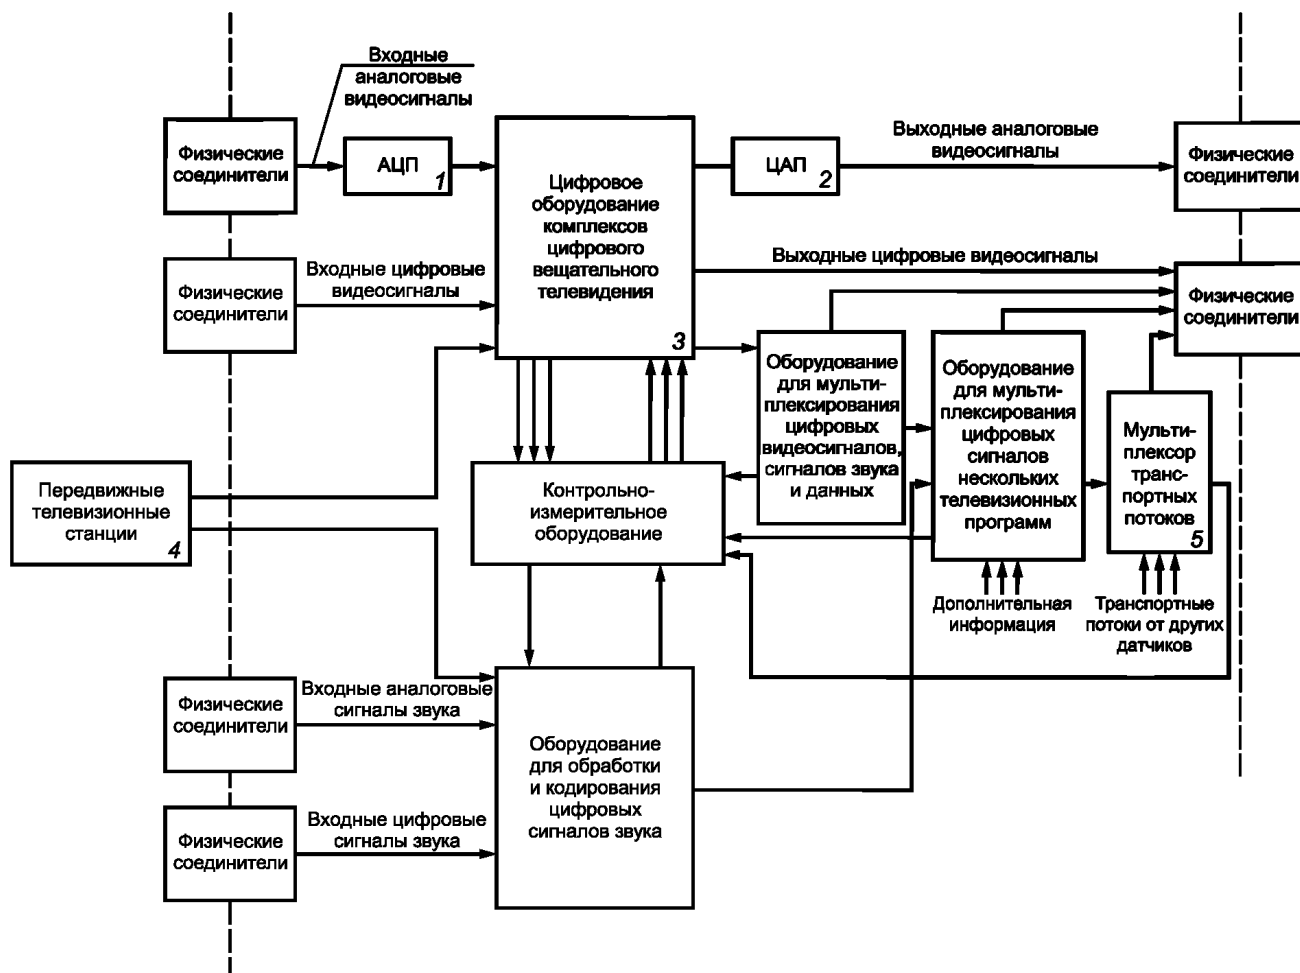 Входные
аналоговые
видеосигналы
Физические
соединители
АЦП
1
Цифровое
оборудование
комплексов
цифрового
вещательного
телевидения
3
ЦАП
2
Выходные аналоговые
видеосигналы
Физические
соединители
Физические
соединители
Входные цифровые
видеосигналы
Выходные цифровые видеосигналы
Физические
соединители
Оборудование
для мульти-
плексирования
цифровых
видеосигналов,
сигналов звука
и данных
Оборудование
для мульти-
плексирования
цифровых
сигналов
нескольких
телевизионных
программ
Мульти-
плексор
тран-
спортных
потоков
5
Передвижные
телевизионные
станции
4
Контрольно-
измерительное
оборудование
Дополнительная
информация
Транспортные
потоки от других
датчиков
Физические
соединители
Входные аналоговые
сигналы звука
Оборудование
для обработки
и кодирования
цифровых
сигналов звука
Физические
соединители
Входные цифровые
сигналы звука